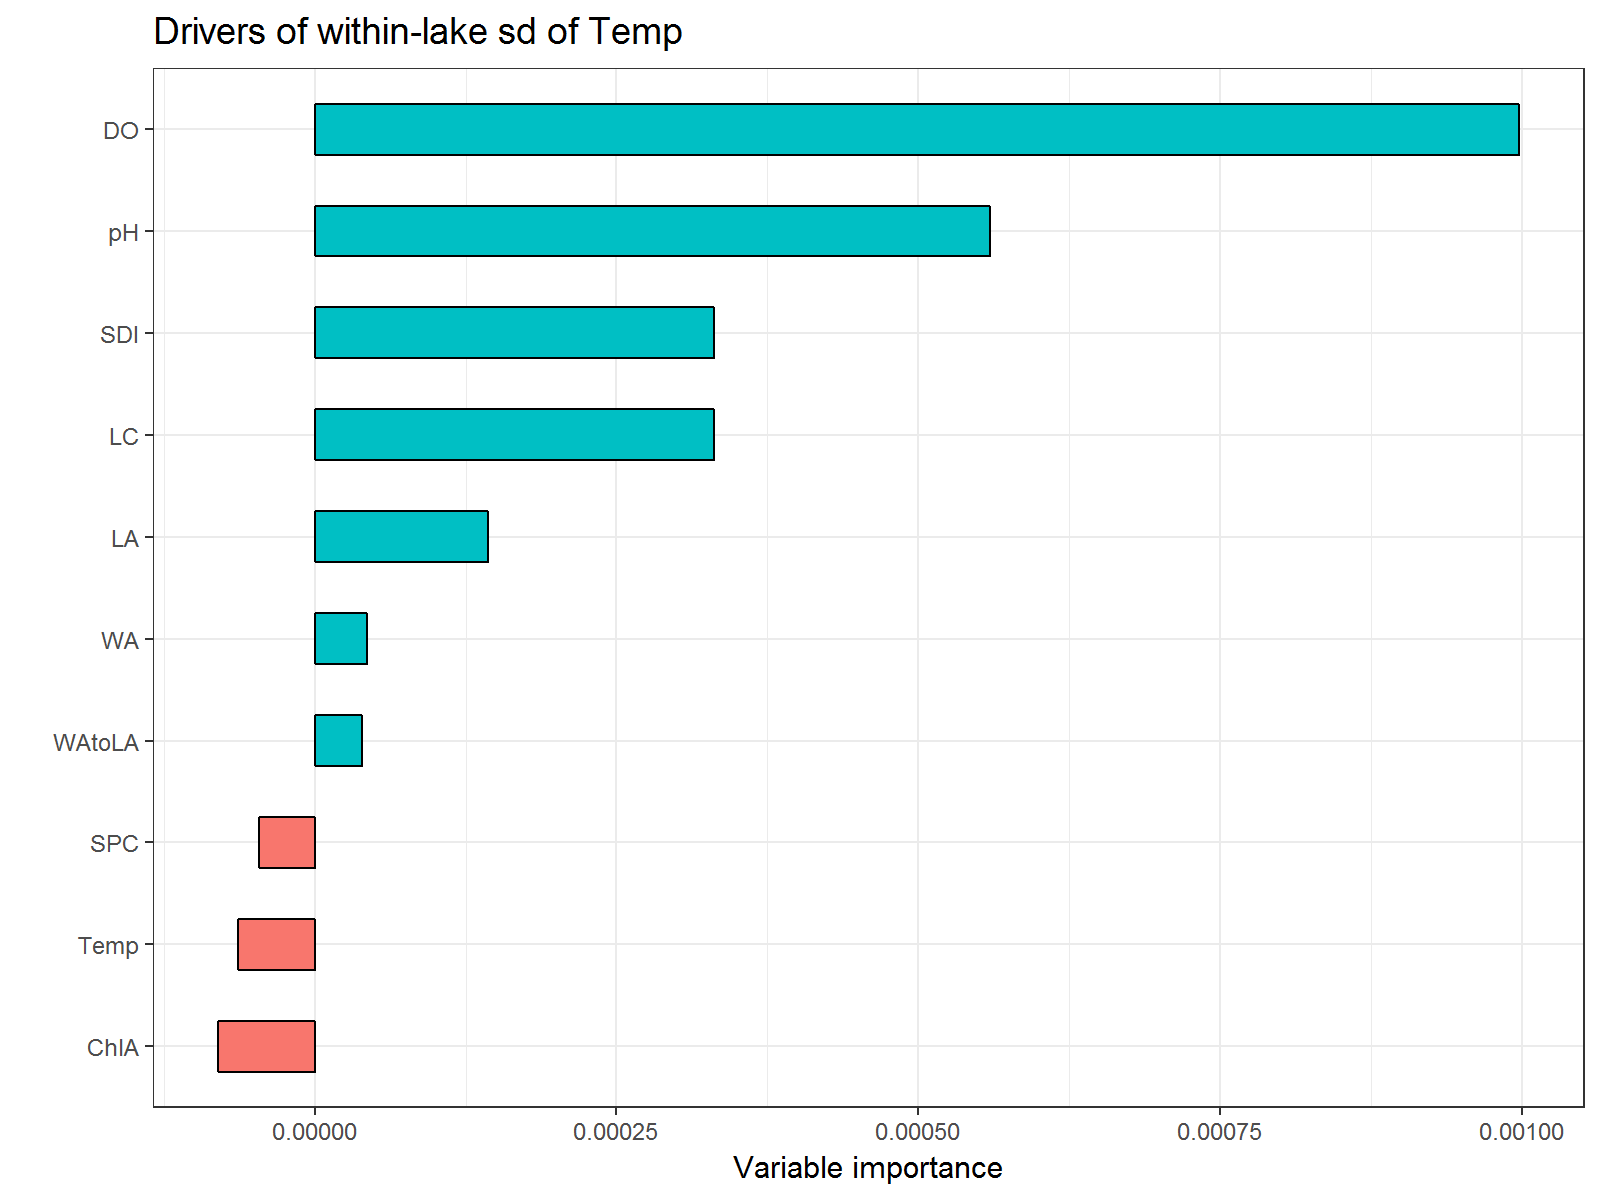 Drivers of within-lake sd of Temp
DO
pH
SDI
LC
LA
WA
WAtoLA
SPC
Temp
ChlA
0.00000 0.00025 0.00050 0.00075 0.00100
Variable importance